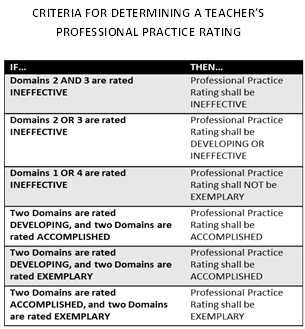 CRITERIA FOR DETERMINING A TEACHER'S
PROFESSIONAL PRACTICE RATING
IF... THEN...
Domains 2 AND 3 are rated Professional Practice
INEFFECTIVE Rating shall be
INEFFECTIVE
Domains 2 OR 3 are rated Professional Practice
INEFFECTIVE Rating shall be
DEVELOPING OR
INEFFECTIVE
Domains 1 OR 4 are rated Professional Practice
INEFFECTIVE Rating shall NOT be
EXEMPLARY
Two Domains are rated Professional Practice
DEVELOPING, and two Domains are Rating shall be
rated ACCOMPLISHED ACCOMPLISHED
Two Domains are rated Professional Practice
DEVELOPING, and two Domains are Rating shall be
rated EXEMPLARY ACCOMPLISHED
Two Domains are rated Professional Practice
ACCOMPLISHED, and two Domains Rating shall be
are rated EXEMPLARY EXEMPLARY